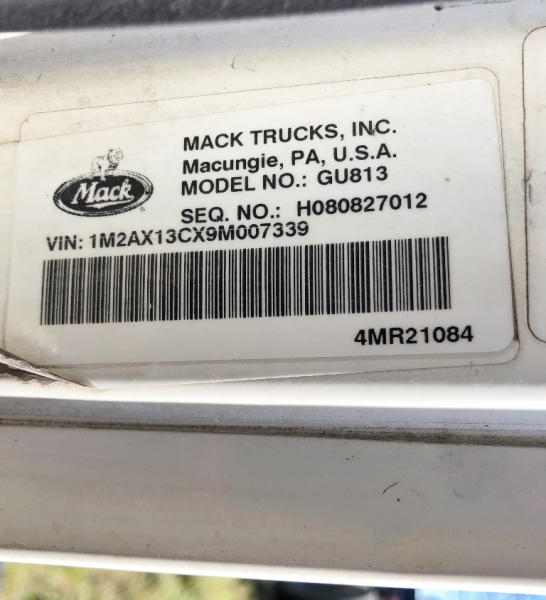 Mack
MACK TRUCKS, INC.
Macungie, PA, U.S.A.
MODEL NO.: GU813
SEQ. NO.: H080827012
VIN: 1M2AX13CX9M007339
4MR21084